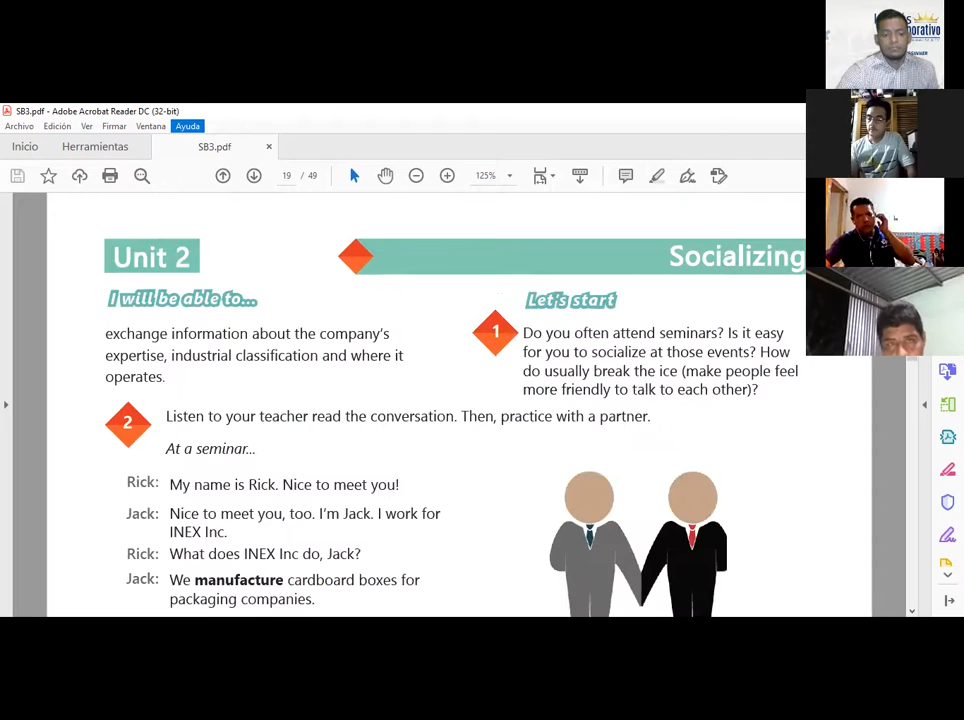 SB3.pdf - Adobe Acrobat Reader DC (32-bit)
Archivo Edición Ver Firmar Ventana Ayuda
Inicio Herramientas SB3.pdf ×
19 / 49 125%
Unit 2 Socializing
I will be able to...
exchange information about the company's
expertise, industrial classification and where it
operates.
Let's start
1 Do you often attend seminars? Is it easy
for you to socialize at those events? How
do usually break the ice (make people feel
more friendly to talk to each other)?
2 Listen to your teacher read the conversation. Then, practice with a partner.
At a seminar...
Rick: My name is Rick. Nice to meet you!
Jack: Nice to meet you, too. I'm Jack. I work for
INEX Inc.
Rick: What does INEX Inc do, Jack?
Jack: We manufacture cardboard boxes for
packaging companies.